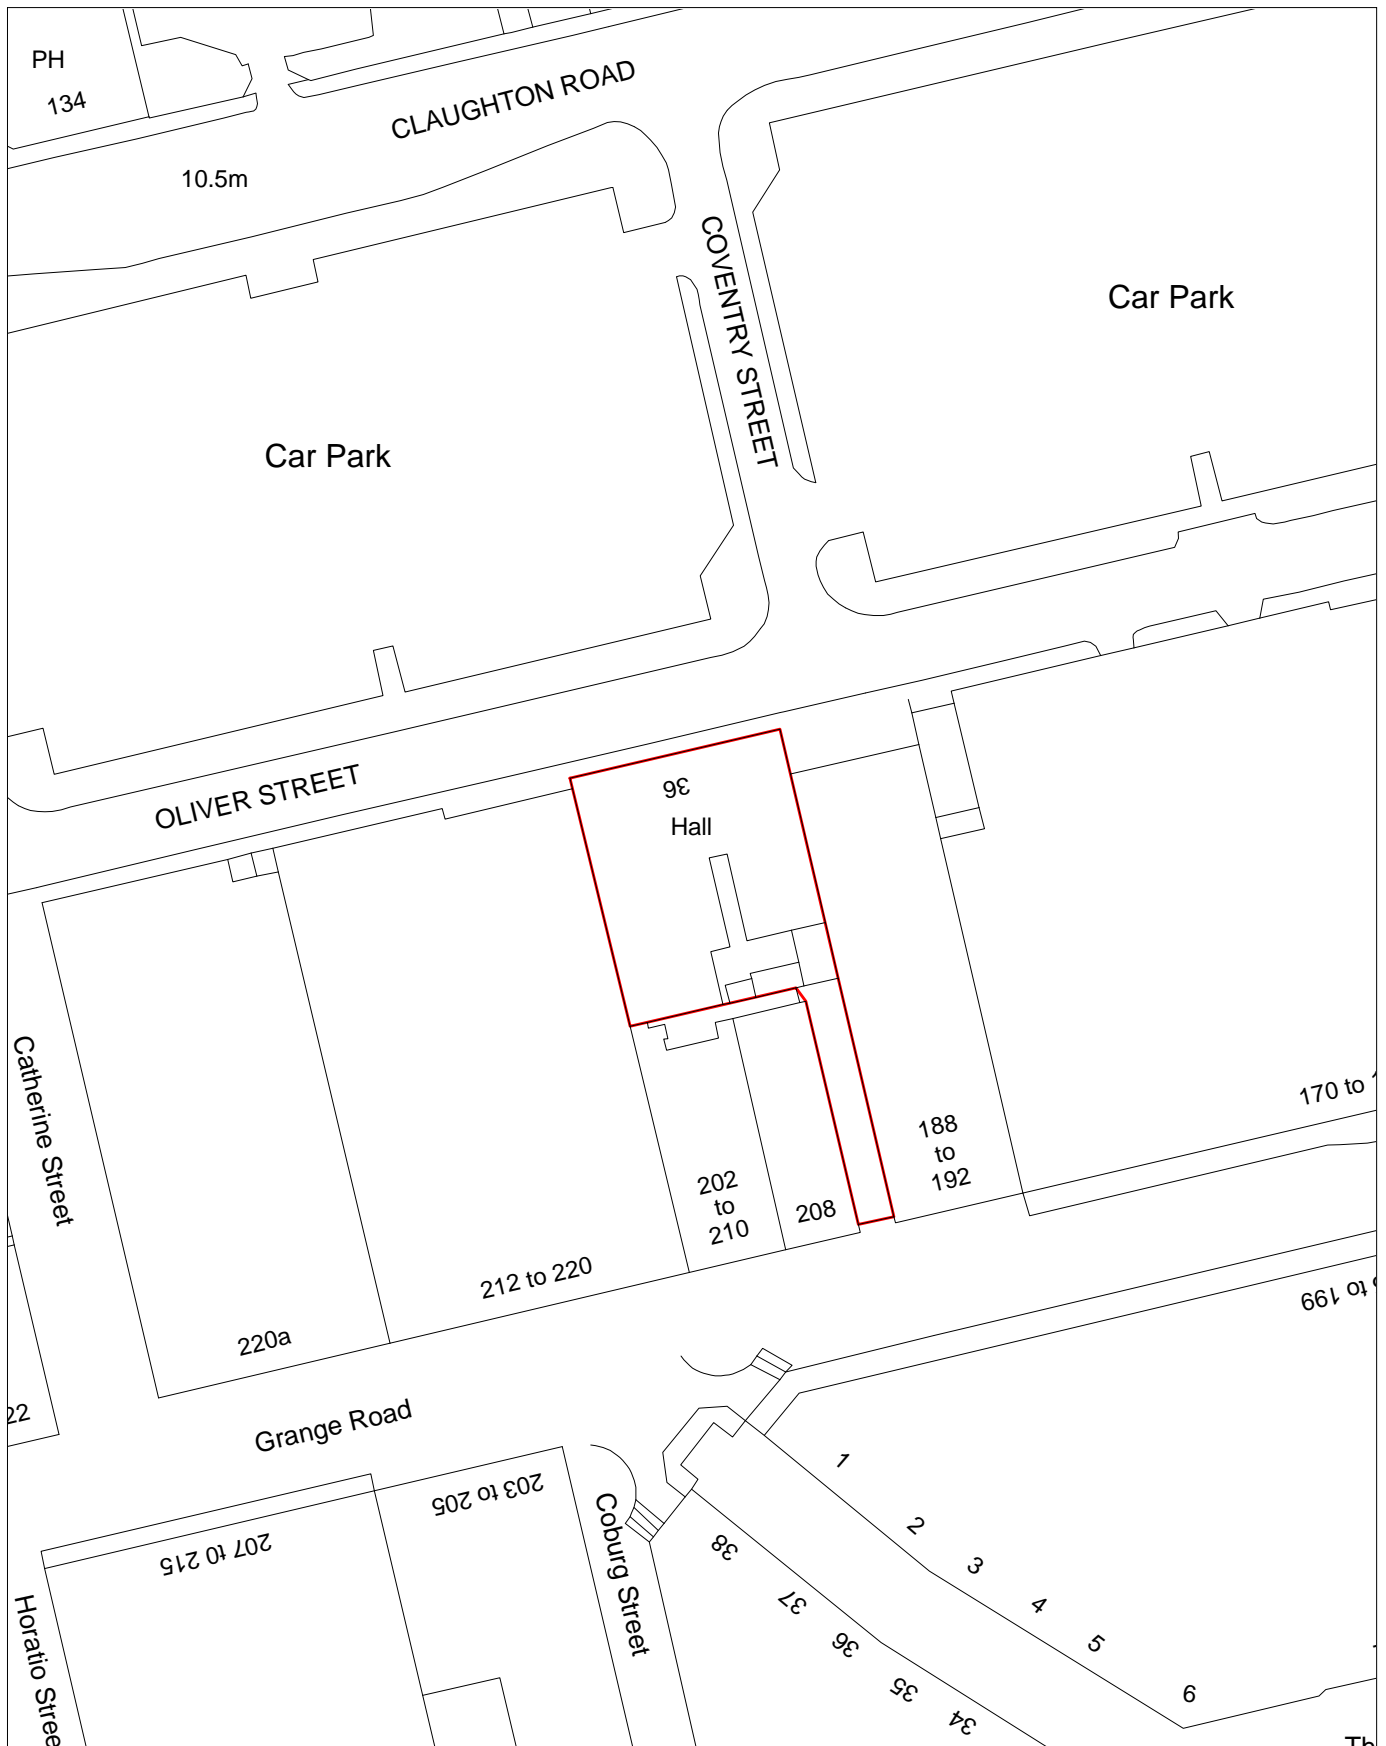 PH
134
CLAUGHTON ROAD
10.5m
COVENTRY STREET
Car Park
Car Park
OLIVER STREET
36
Hall
Catherine Street
170 to
188
to
192
202
to
210
208
212 to 220
220a
to 199
22
Grange Road
203 to 205
207 to 215
Coburg Street
Horatio Stree
1
2
3
4
5
6
38
37
36
35
34
Th